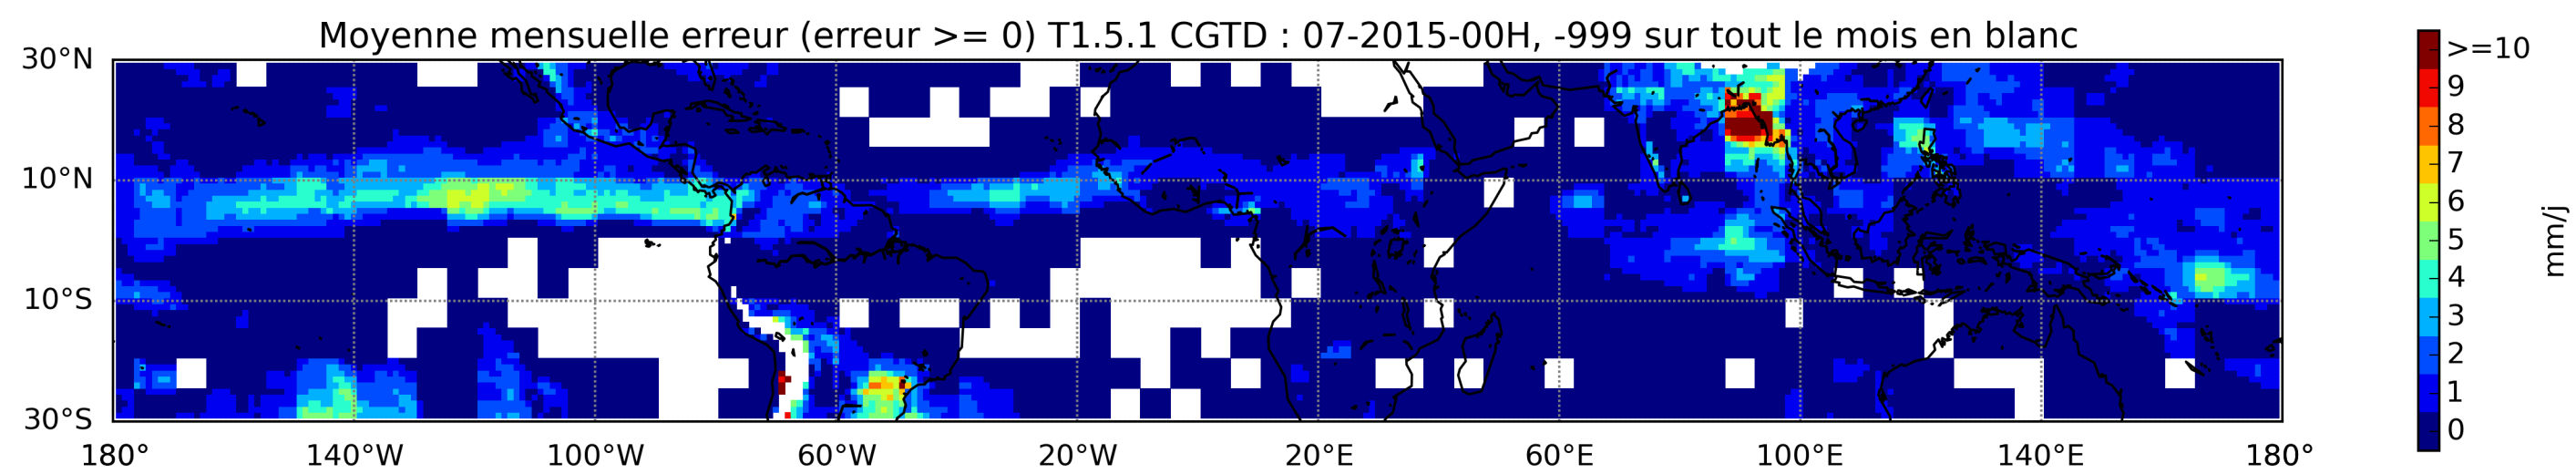 Moyenne mensuelle erreur (erreur >= 0) T1.5.1 CGTD : 07-2015-00H, -999 sur tout le mois en blanc
30°N
10°N
10°S
30°S
180° 140°W 100°W 60°W 20°W 20°E 60°E 100°E 140°E 180°
>=10
9
8
7
6
5
4
3
2
1
0
mm/j